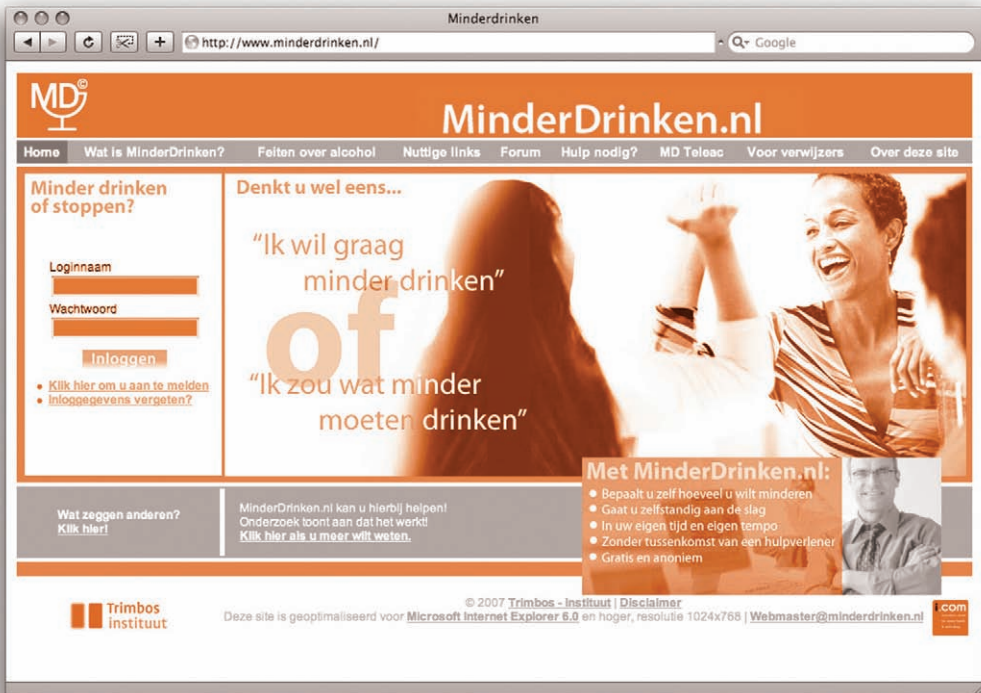 Minderdrinken
http://www.minderdrinken.nl/
Google
MD©
MinderDrinken.nl
Home Wat is MinderDrinken? Feiten over alcohol Nuttige links Forum Hulp nodig? MD Teleac Voor verwijzers Over deze site
Minder drinken
of stoppen?
Loginnaam
Wachtwoord
Inloggen
Klik hier om u aan te melden
Inloggegevens vergeten?
Denkt u wel eens...
“Ik wil graag
minder drinken”
of
“Ik zou wat minder
moeten drinken”
Wat zeggen anderen?
Klik hier!
MinderDrinken.nl kan u hierbij helpen!
Onderzoek toont aan dat het werkt!
Klik hier als u meer wilt weten.
Met MinderDrinken.nl:
Bepaalt u zelf hoeveel u wilt minderen
Gaat u zelfstandig aan de slag
In uw eigen tijd en eigen tempo
Zonder tussenkomst van een hulpverlener
Gratis en anoniem
Trimbos
instituut
© 2007 Trimbos - Instituut | Disclaimer
Deze site is geoptimaliseerd voor Microsoft Internet Explorer 6.0 en hoger, resolutie 1024x768 | Webmaster@minderdrinken.nl
i.com